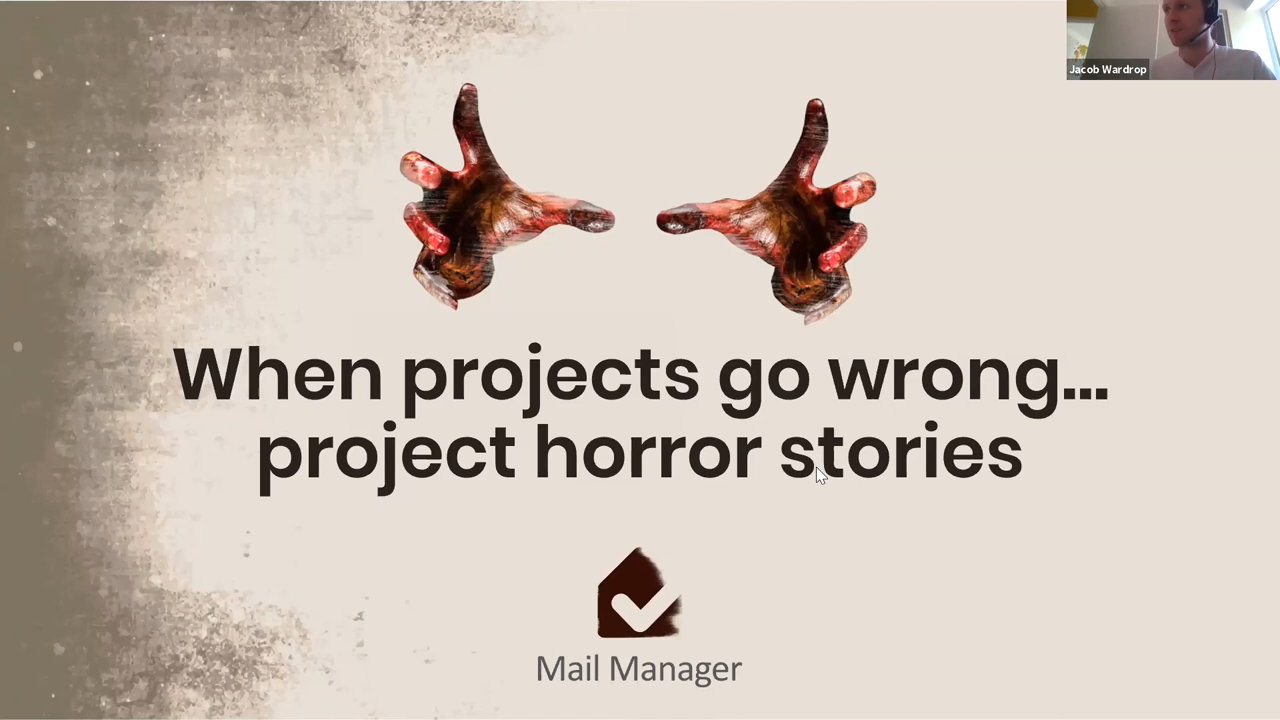 Jacob Wardrop
When projects go wrong...
project horror stories
Mail Manager